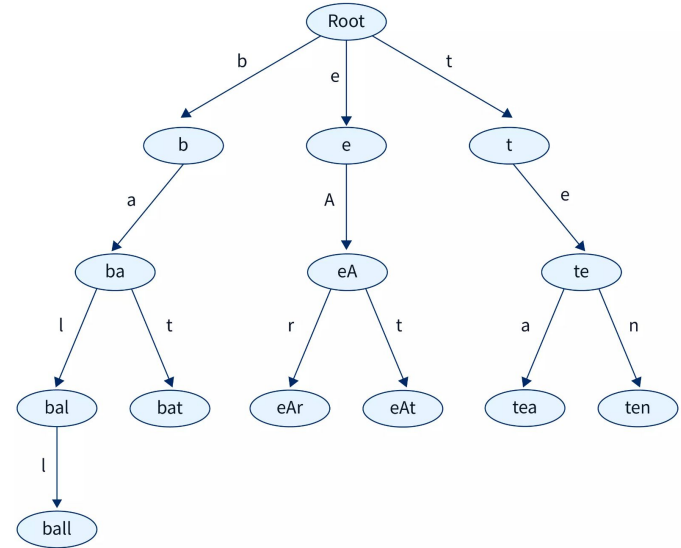 Root
b e t
b e t
a A e
ba eA te
l t r t a n
bal bat eAr eAt tea ten
l
ball